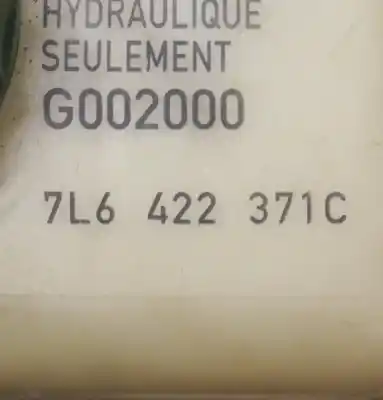 HYDRAULIQUE
SEULEMENT
G002000
7L6 422 371C